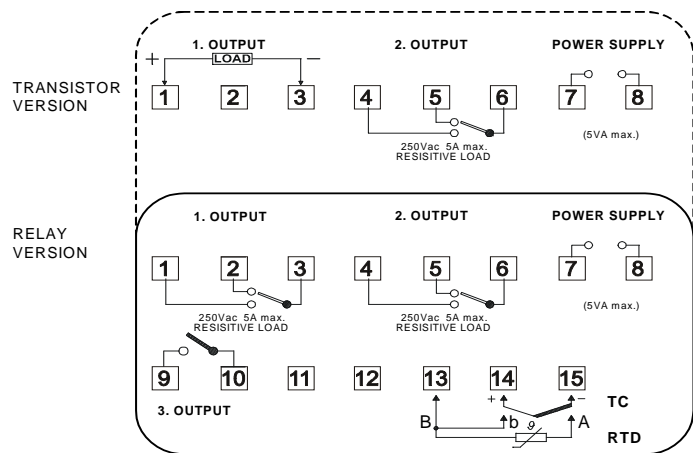 1. OUTPUT 2. OUTPUT POWER SUPPLY
+ LOAD −
TRANSISTOR
VERSION
1 2 3 4 5 6 7 8
250Vac 5A max.
RESISITIVE LOAD
(5VA max.)
RELAY
VERSION
1. OUTPUT 2. OUTPUT POWER SUPPLY
1 2 3 4 5 6 7 8
250Vac 5A max. 250Vac 5A max. (5VA max.)
RESISITIVE LOAD RESISITIVE LOAD
9 10 11 12 13 14 15
3. OUTPUT
+ − TC
B b ϑ A
RTD